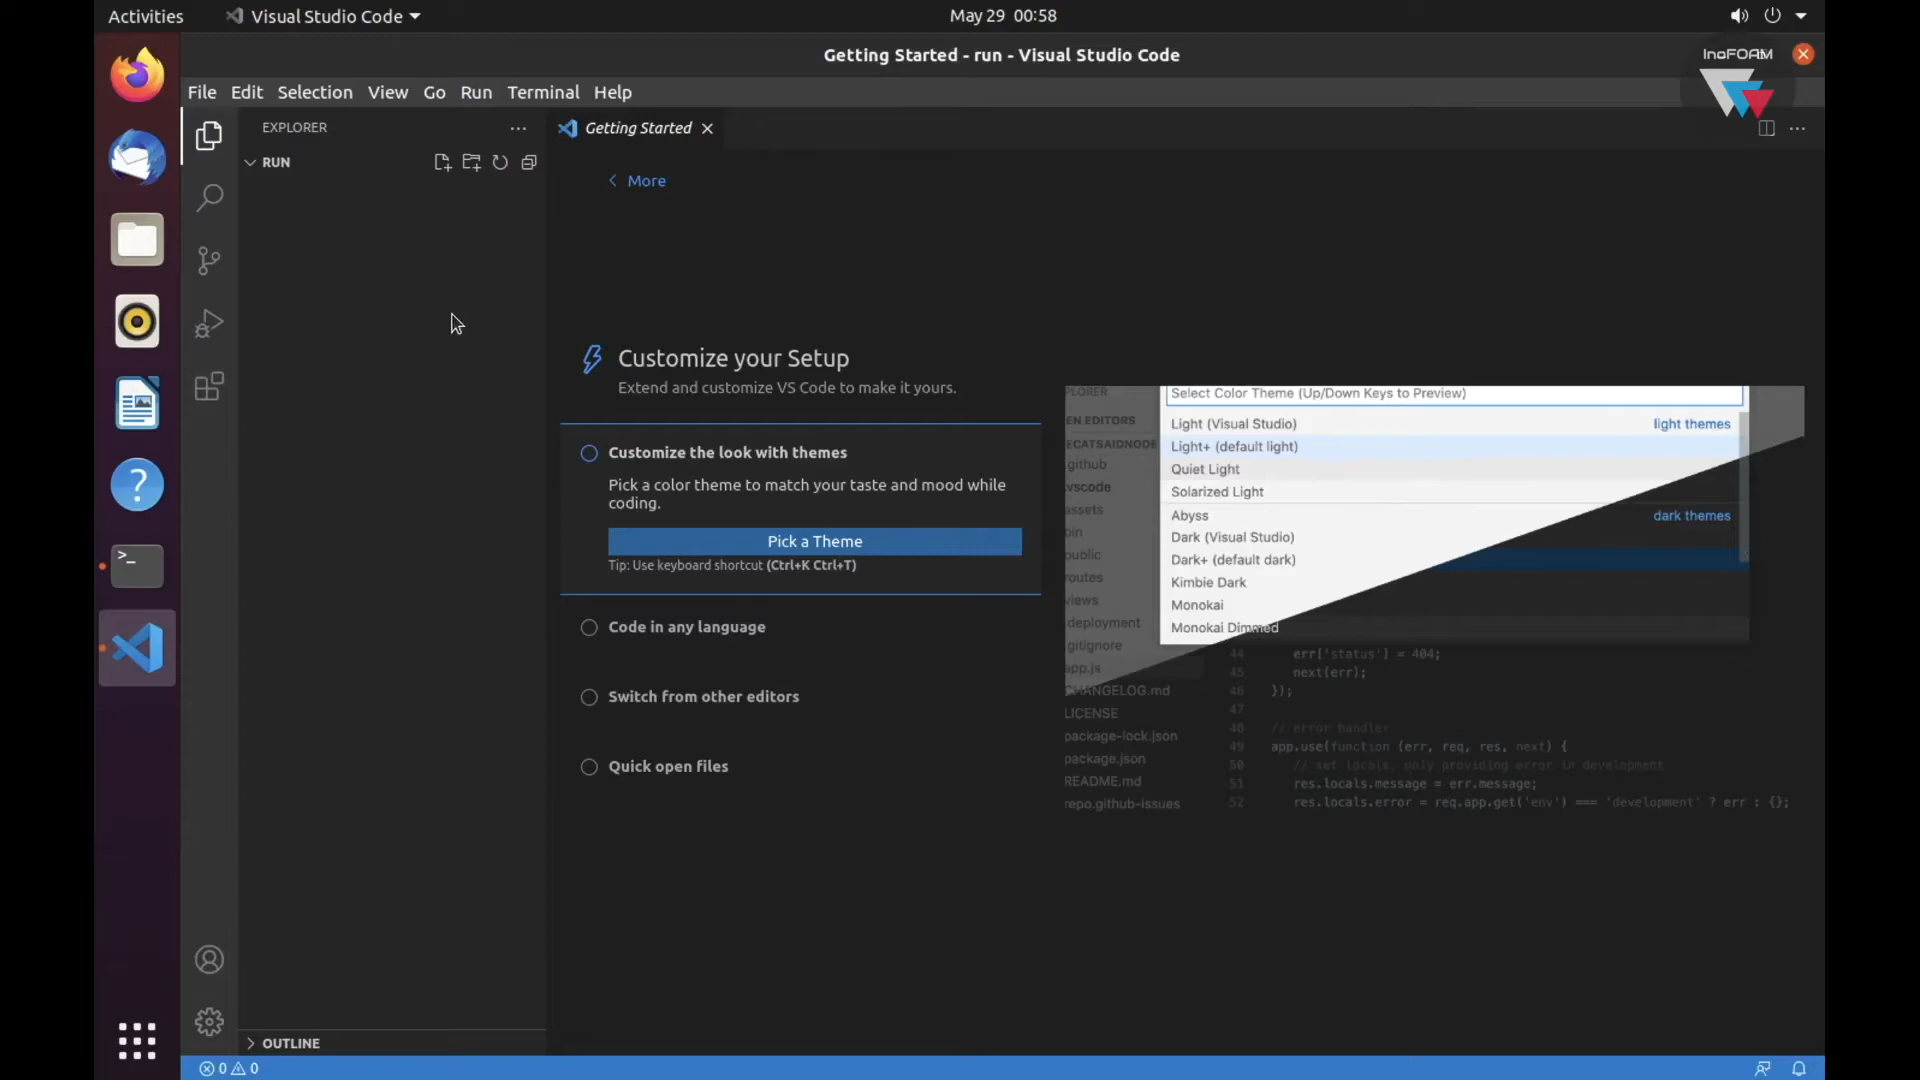 Activities
Visual Studio Code
May 29 00:58
Getting Started - run - Visual Studio Code
InoFOAM
File Edit Selection View Go Run Terminal Help
EXPLORER
Getting Started
RUN
More
Customize your Setup
Extend and customize VS Code to make it yours.
Customize the look with themes
Pick a color theme to match your taste and mood while
coding.
Pick a Theme
Tip: Use keyboard shortcut (Ctrl+K Ctrl+T)
Code in any language
Switch from other editors
Quick open files
PLORER
EN EDITORS
ECATSAIDNODE
.github
vscode
assets
bin
public
routes
views
.deployment
.gitignore
app.js
CHANGELOG.md
LICENSE
package-lock.json
package.json
README.md
repo.github-issues
Select Color Theme (Up/Down Keys to Preview)
Light (Visual Studio) light themes
Light+ (default light)
Quiet Light
Solarized Light
Abyss dark themes
Dark (Visual Studio)
Dark+ (default dark)
Kimbie Dark
Monokai
Monokai Dimmed
44 err['status'] = 404;
45 next(err);
46 });
47
48 // error handler
49 app.use(function (err, req, res, next) {
50 // set locals, only providing error in development
51 res.locals.message = err.message;
52 res.locals.error = req.app.get('env') === 'development' ? err : {};
OUTLINE
0 0